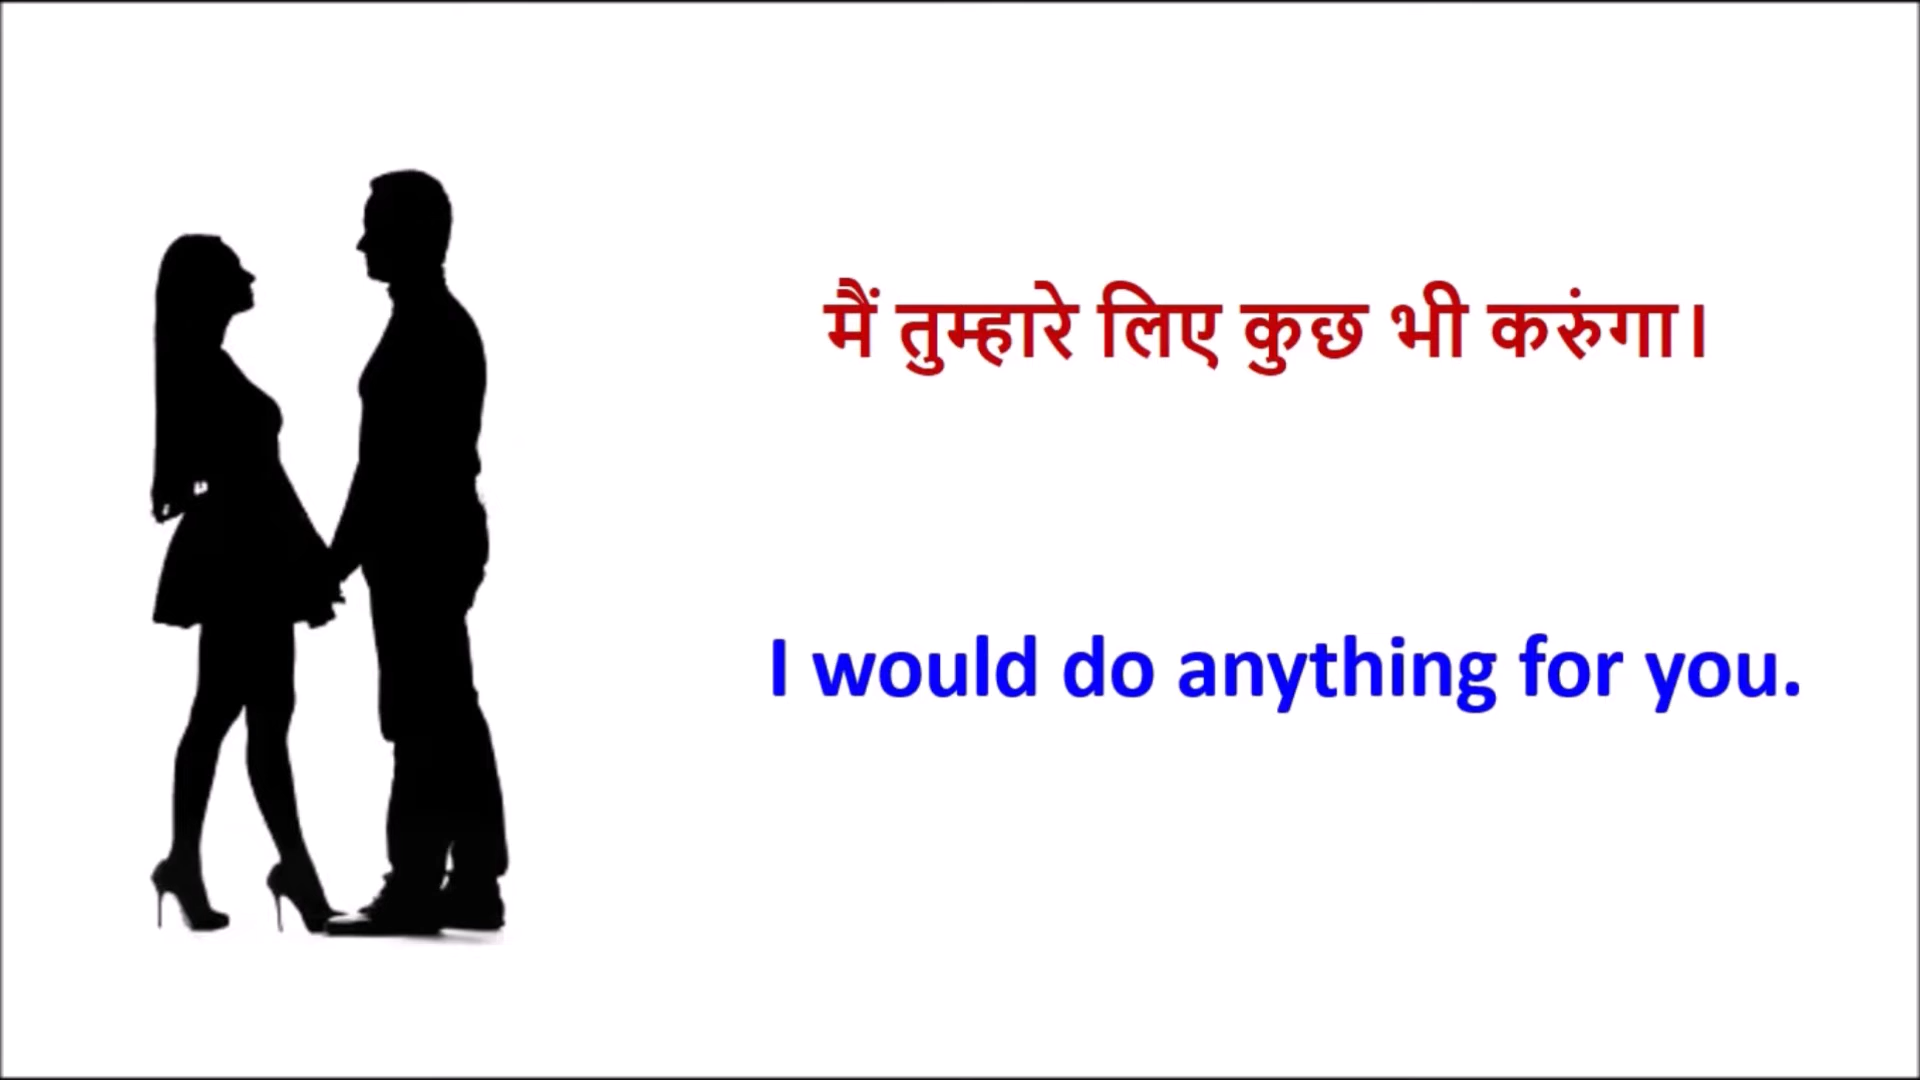 मैं तुम्हारे लिए कुछ भी करुंगा।
I would do anything for you.